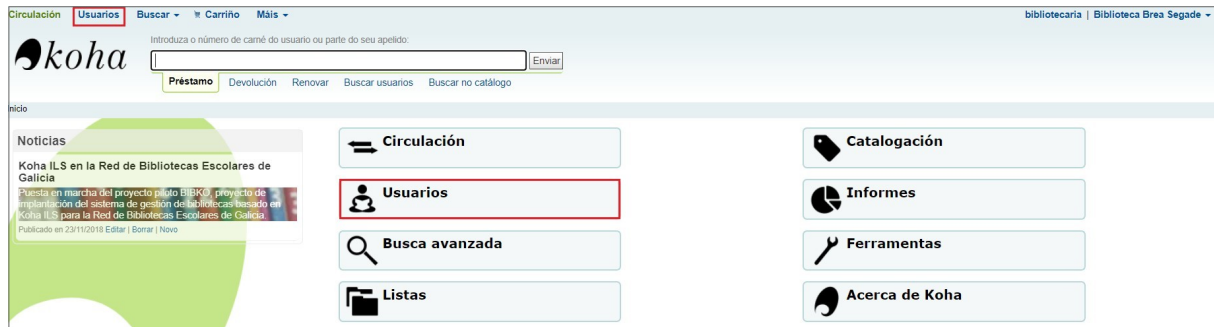 Circulación Usuarios Buscar Carriño Máis bibliotecaria | Biblioteca Brea Segade
koha
Introduza o número de carné do usuario ou parte do seu apelido:
Enviar
Préstamo Devolución Renovar Buscar usuarios Buscar no catálogo
nicio
Noticias
Koha ILS en la Red de Bibliotecas Escolares de
Galicia
Puesta en marcha del proyecto piloto BIBKO, proyecto de
implantación del sistema de gestión de bibliotecas basado en
Koha ILS para la Red de Bibliotecas Escolares de Galicia
Publicado en 23/11/2018 Editar | Borrar | Novo
Circulación
Usuarios
Busca avanzada
Listas
Catalogación
Informes
Ferramentas
Acerca de Koha